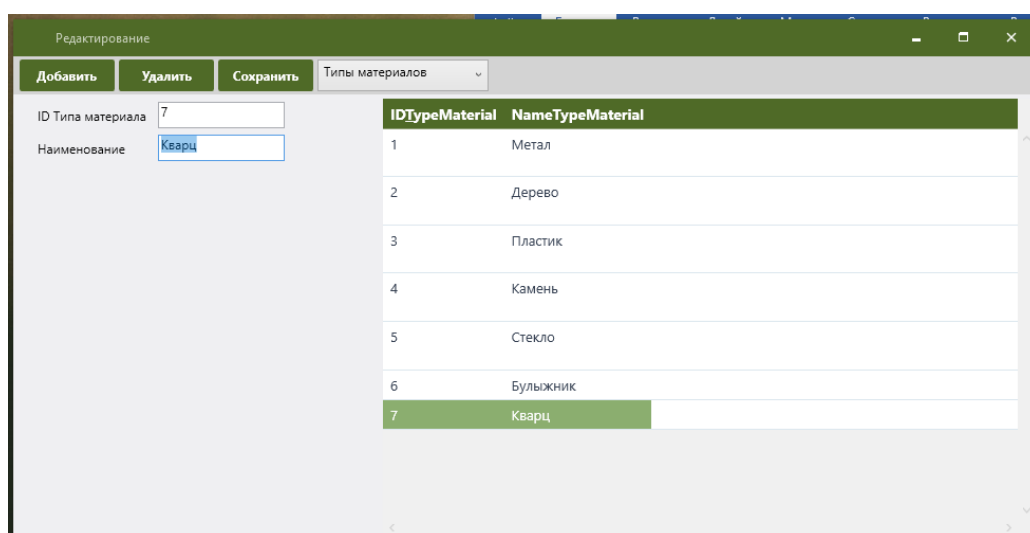 Редактирование
Добавить Удалить Сохранить Типы материалов
ID Типа материала 7
Наименование Кварц
IDTypeMaterial NameTypeMaterial
1 Метал
2 Дерево
3 Пластик
4 Камень
5 Стекло
6 Булыжник
7 Кварц